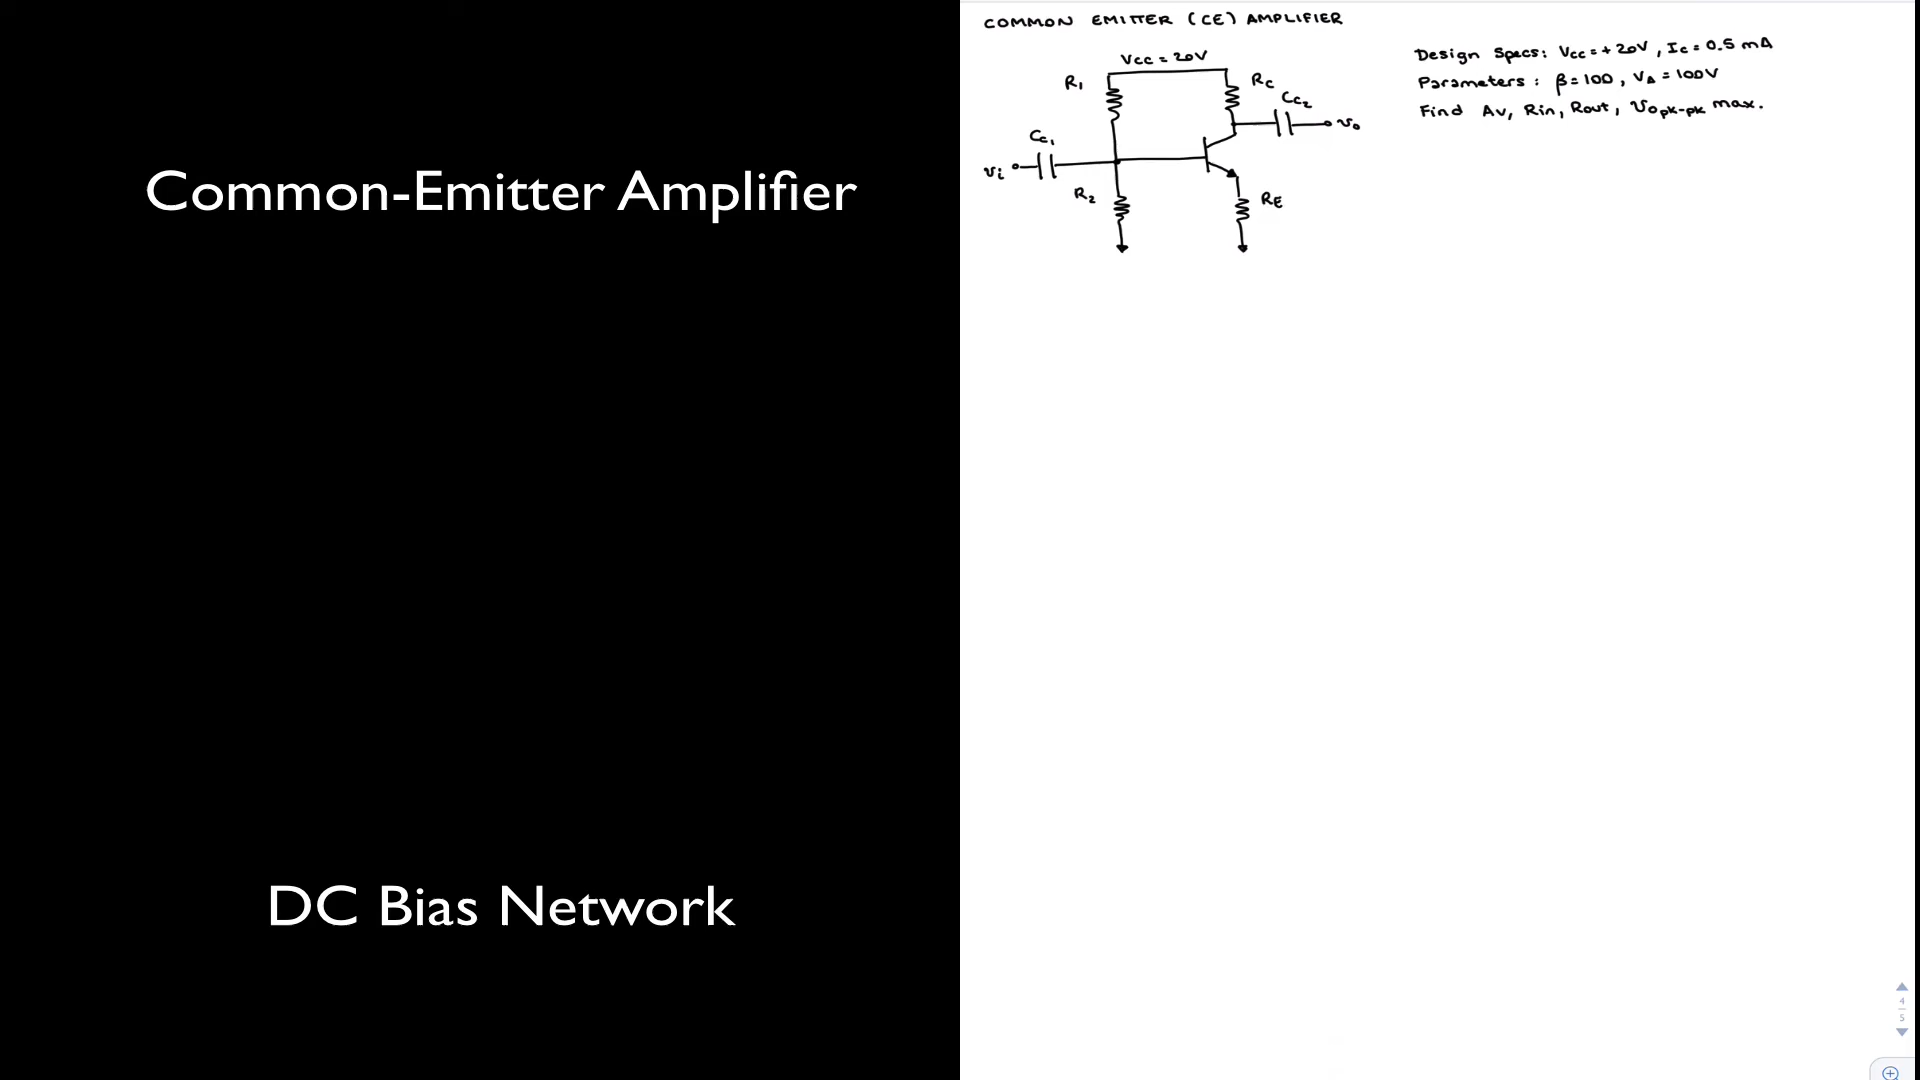 Common-Emitter Amplifier
DC Bias Network
COMMON EMITTER (CE) AMPLIFIER
Vcc = 20V
R1
Rc
Cc2
vo
Cc1
vi
R2
RE
Design Specs: Vcc = +20V, Ic = 0.5 mA
Parameters: β = 100, VA = 100V
Find Av, Rin, Rout, Vopk-pk max.
4
5